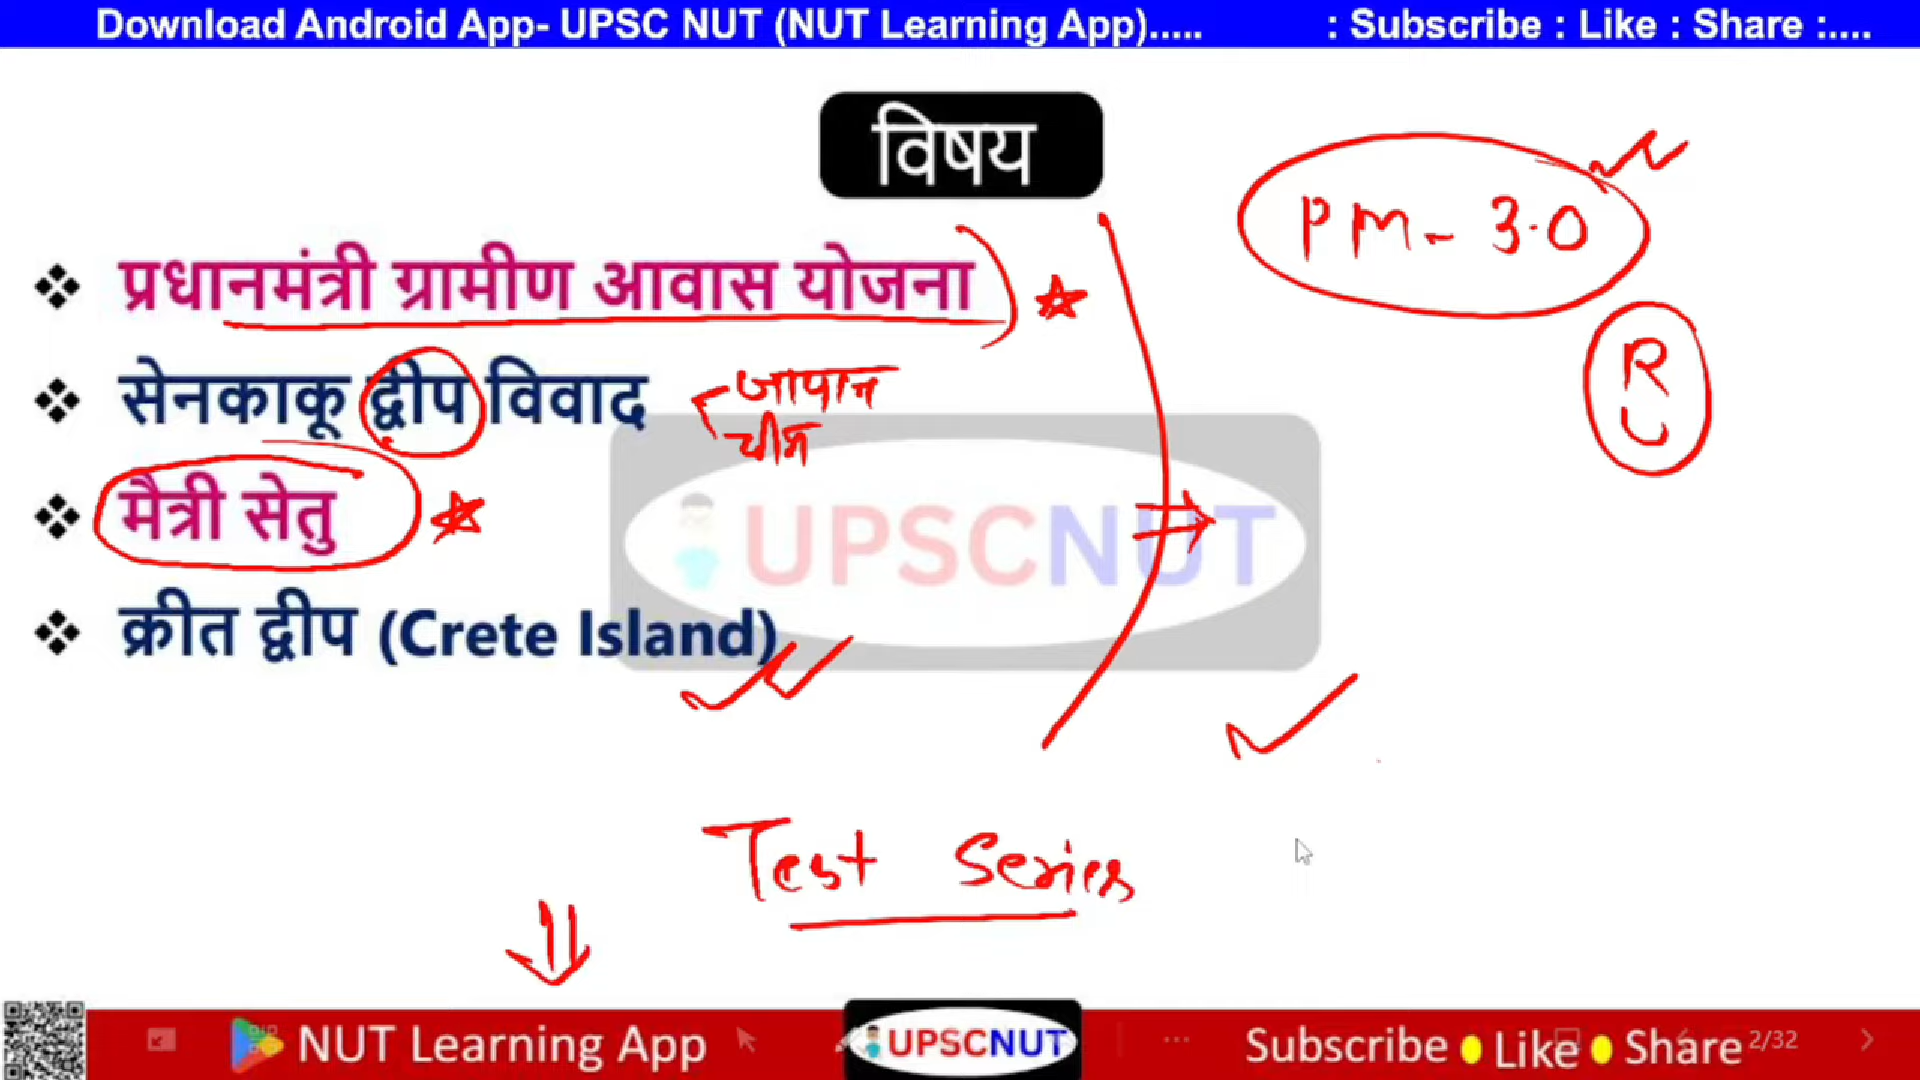 Download Android App- UPSC NUT (NUT Learning App)..... : Subscribe : Like : Share :....
विषय
PM - 3.0
❖ प्रधानमंत्री ग्रामीण आवास योजना
R
U
❖ सेनकाकू द्वीप विवाद
जापान
चीन
❖ मैत्री सेतु
UPSCNUT
❖ क्रीत द्वीप (Crete Island)
Test Series
NUT Learning App
UPSCNUT
Subscribe Like Share
2/32